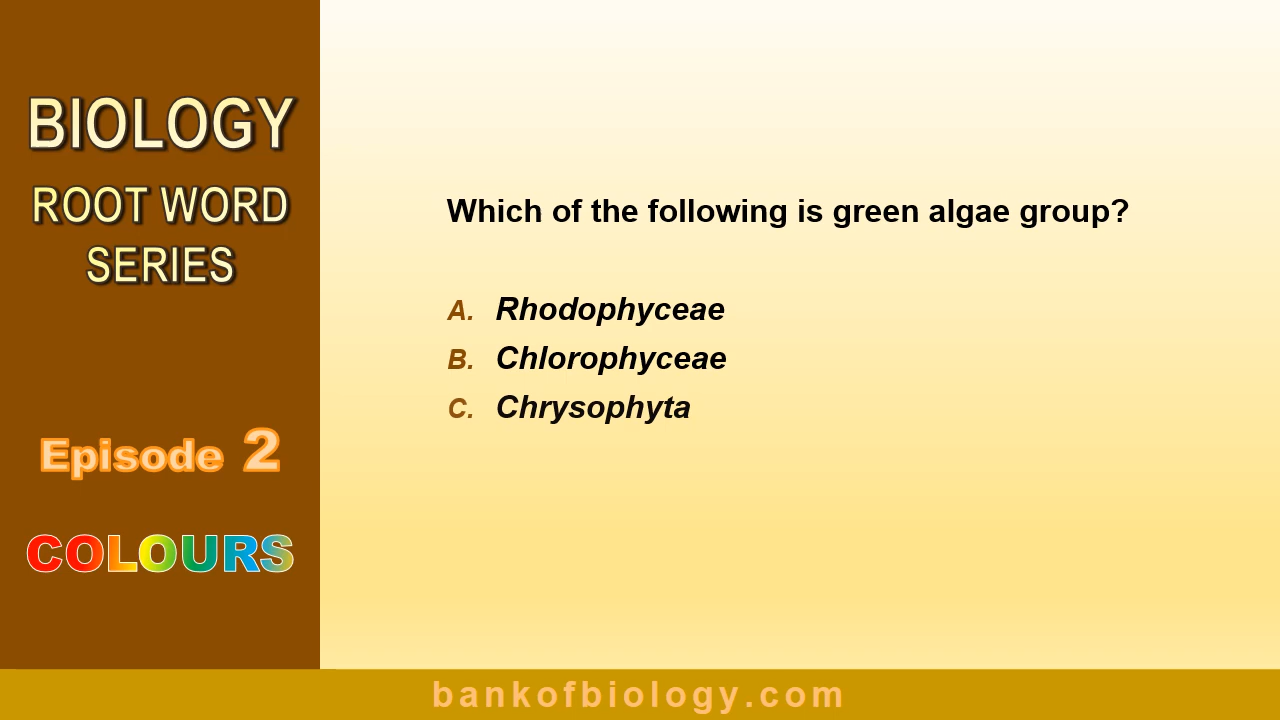 BIOLOGY
ROOT WORD
SERIES
Episode 2
COLOURS
Which of the following is green algae group?
A. Rhodophyceae
B. Chlorophyceae
C. Chrysophyta
bankofbiology.com